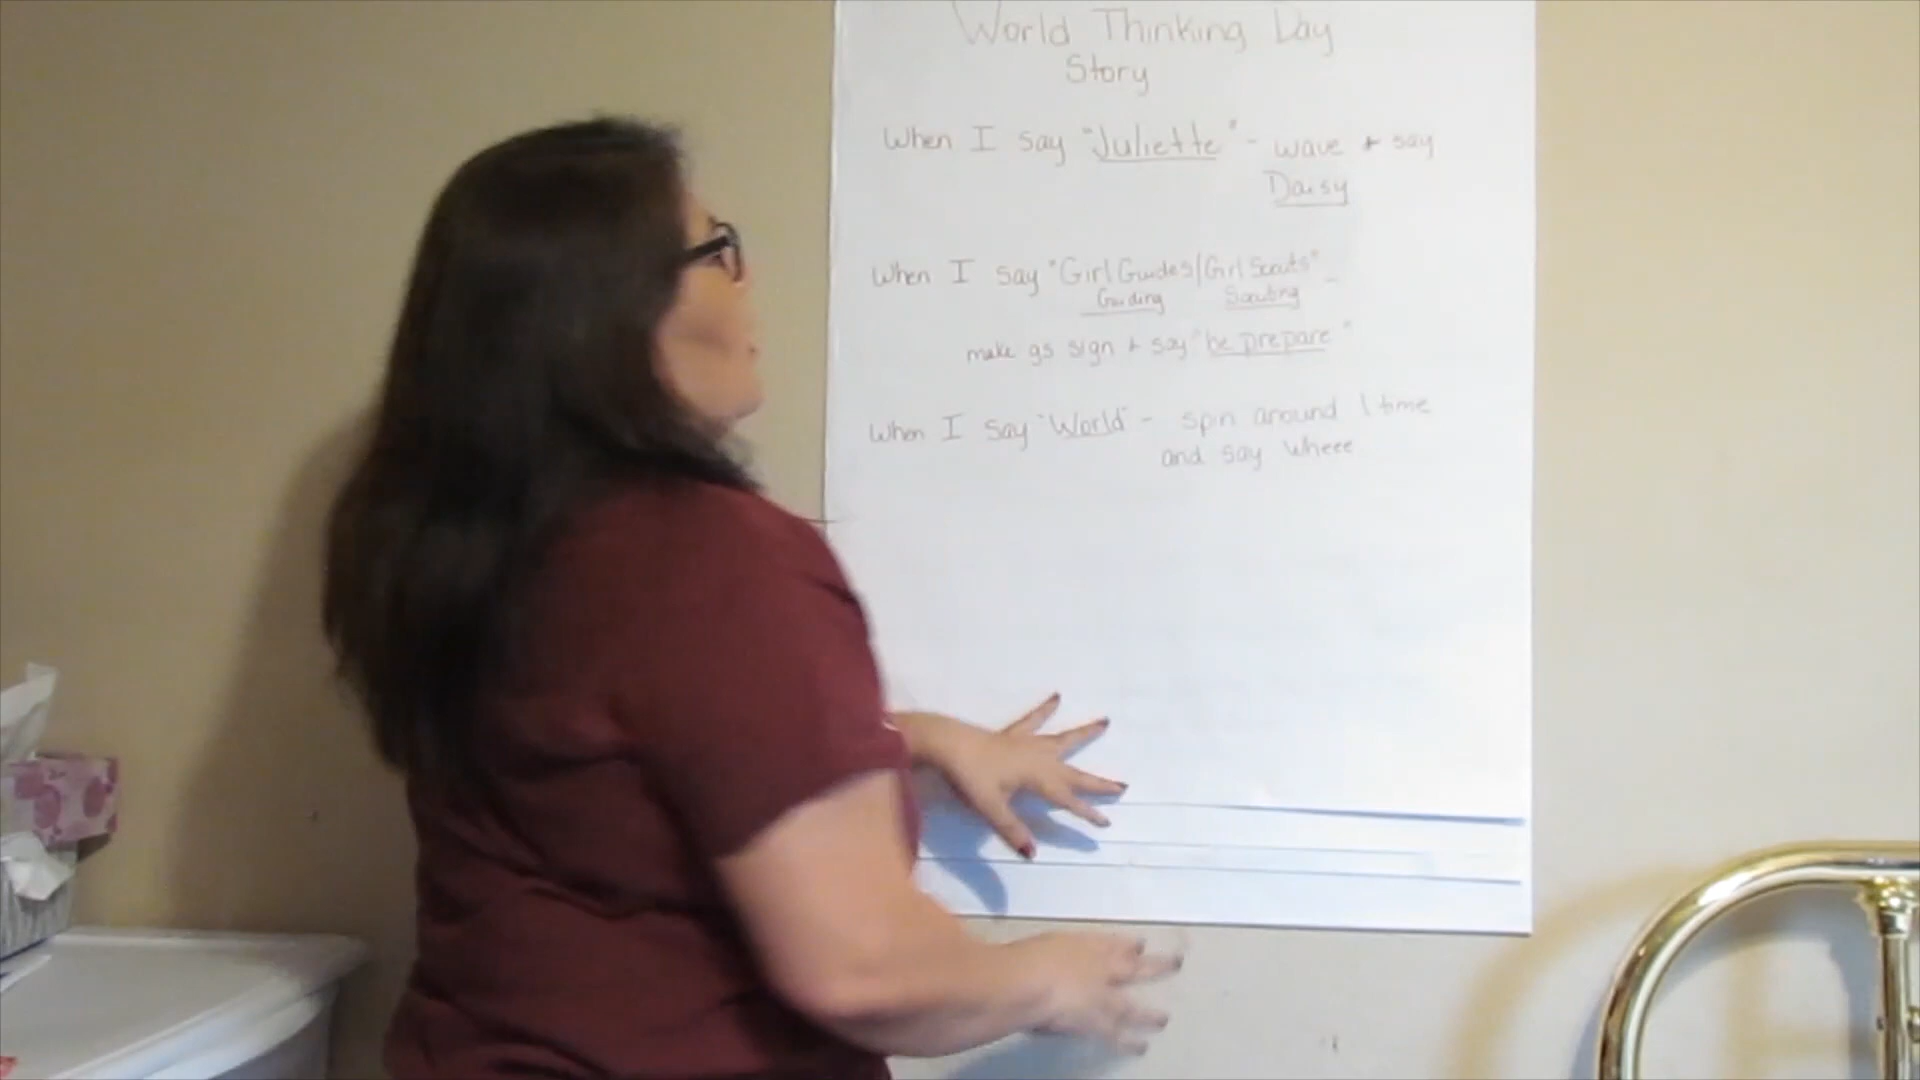 World Thinking Day
Story
When I say "Juliette" - wave + say
Daisy
When I say "Girl Guides/Girl Scouts" -
Guiding Scouting
make gs sign + say "be prepare"
When I say "World" - spin around 1 time
and say wheee